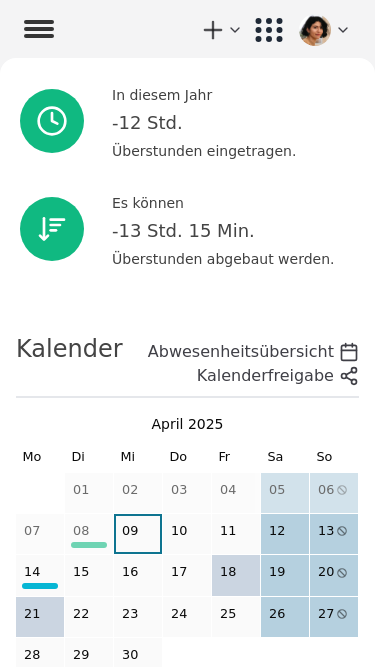 In diesem Jahr
-12 Std.
Überstunden eingetragen.
Es können
-13 Std. 15 Min.
Überstunden abgebaut werden.
Kalender
Abwesenheitsübersicht
Kalenderfreigabe
April 2025
Mo Di Mi Do Fr Sa So
01 02 03 04 05 06
07 08 09 10 11 12 13
14 15 16 17 18 19 20
21 22 23 24 25 26 27
28 29 30